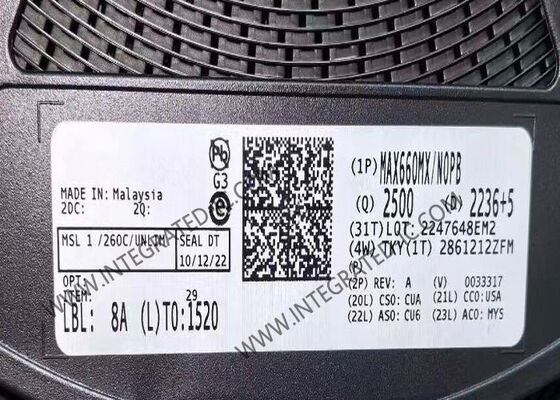 Pb
G3
MADE IN: Malaysia
2DC: 2Q:
MSL 1 /260C/UNLIM
SEAL DT
10/12/22
OPT:
ITEM: 29
LBL: 8A (L)TO:1520
(1P) MAX660MX/NOPB
(Q) 2500 (D) 2236+5
(31T)LOT: 2247648EM2
(4W) TKY(1T) 2861212ZFM
(P)
(2P) REV: A (V) 0033317
(20L) CSO: CUA (21L) CCO:USA
(22L) ASO: CU6 (23L) ACO: MYS